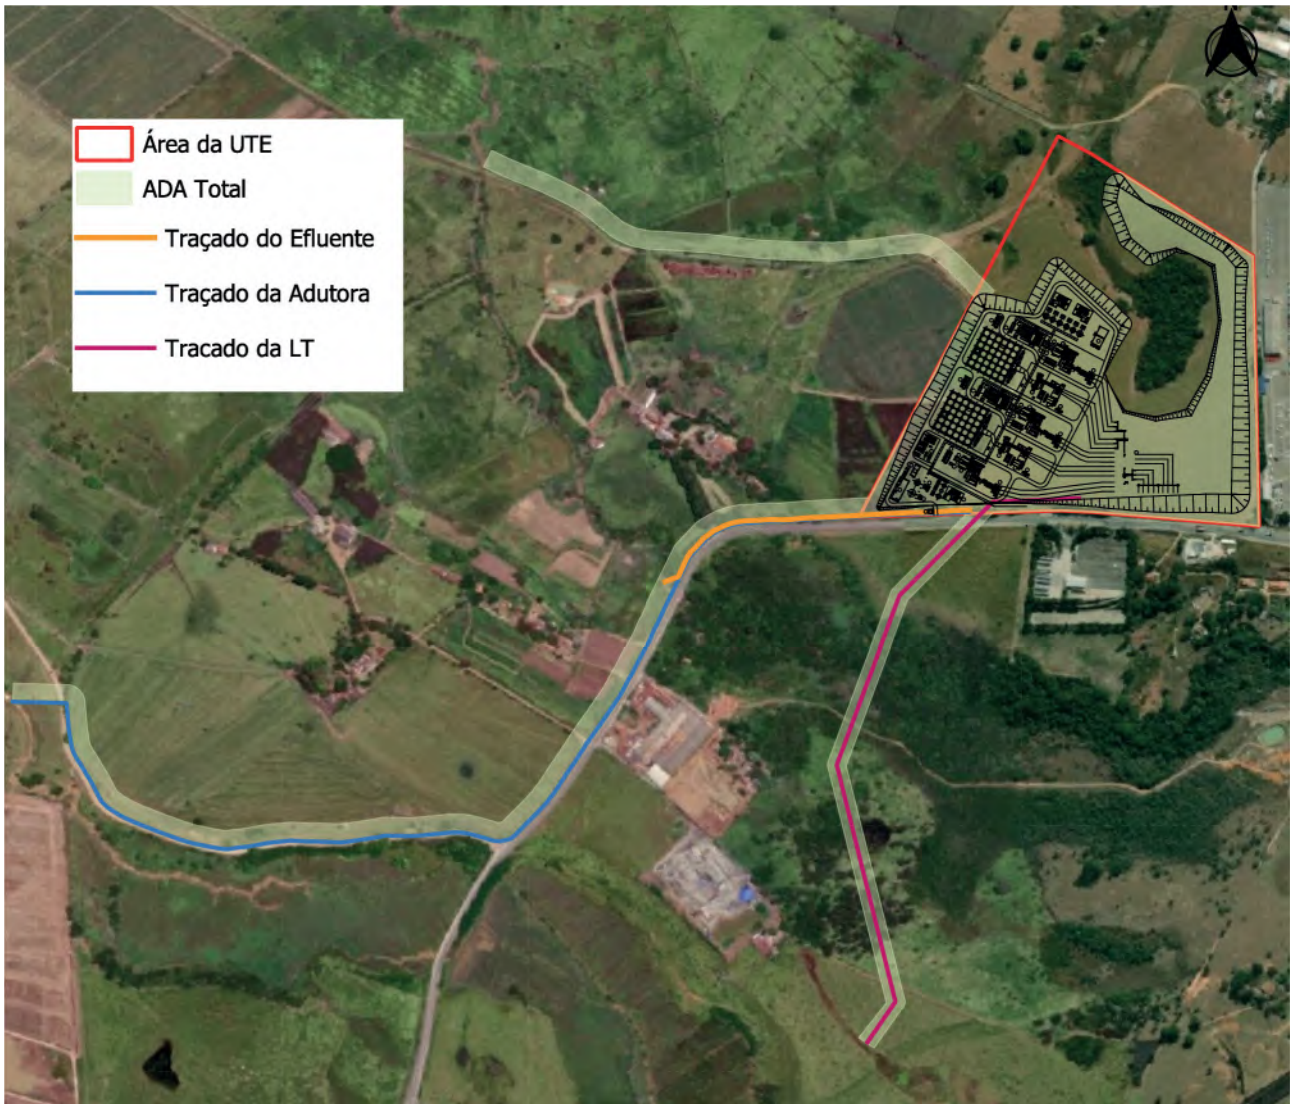 Área da UTE
ADA Total
Traçado do Efluente
Traçado da Adutora
Tracado da LT